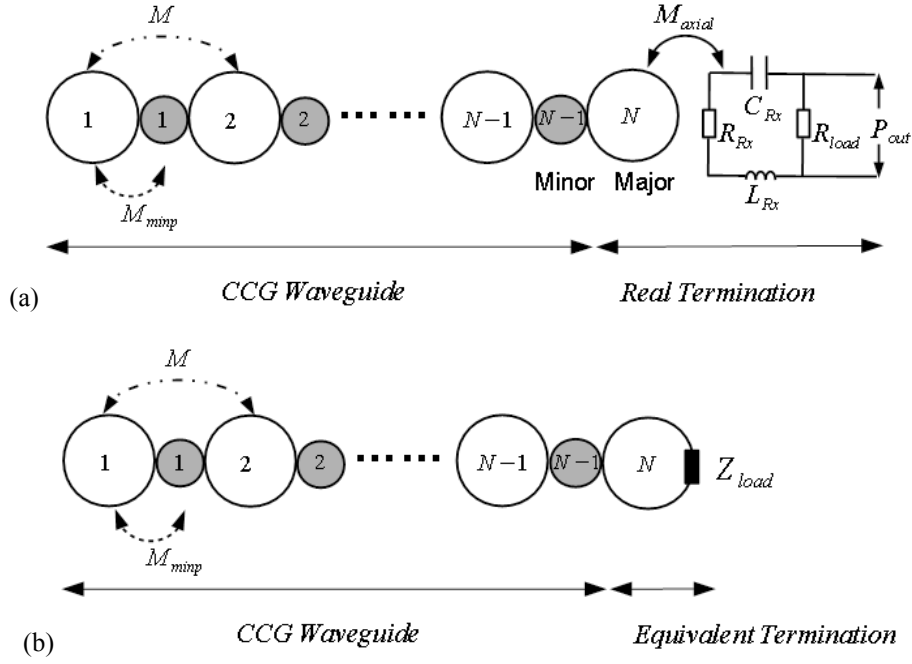 M
M_axial
1 1 2 2 ...... N-1 N-1 N
C_Rx
R_Rx R_load P_out
Minor Major
L_Rx
M_minp
(a) CCG Waveguide Real Termination
M
1 1 2 2 ...... N-1 N-1 N Z_load
M_minp
(b) CCG Waveguide Equivalent Termination